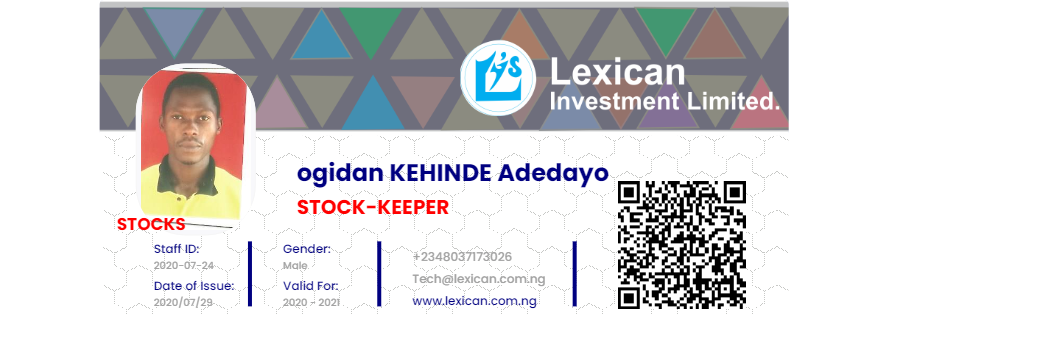 Lexican
Investment Limited.
ogidan KEHINDE Adedayo
STOCK-KEEPER
STOCKS
Staff ID:
2020-07-24
Date of Issue:
2020/07/29
Gender:
Male
Valid For:
2020 - 2021
+2348037173026
Tech@lexican.com.ng
www.lexican.com.ng